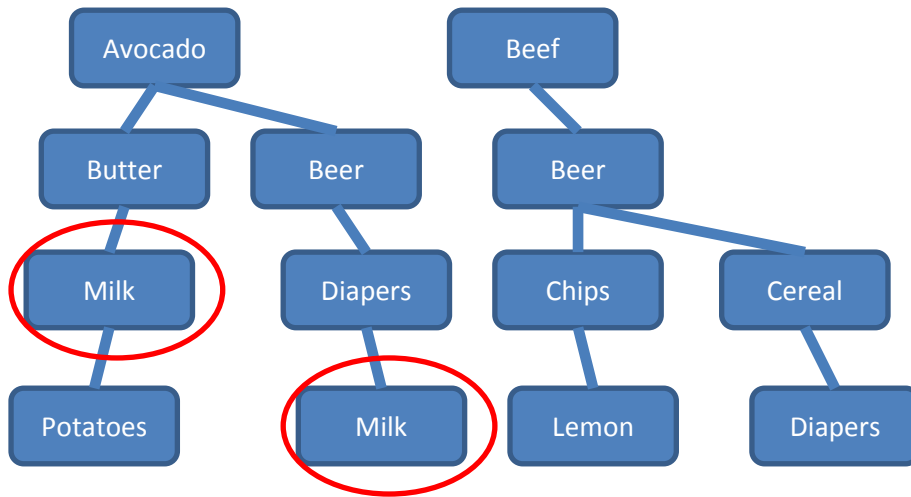 Avocado
Beef
Butter
Beer
Beer
Milk
Diapers
Chips
Cereal
Potatoes
Milk
Lemon
Diapers